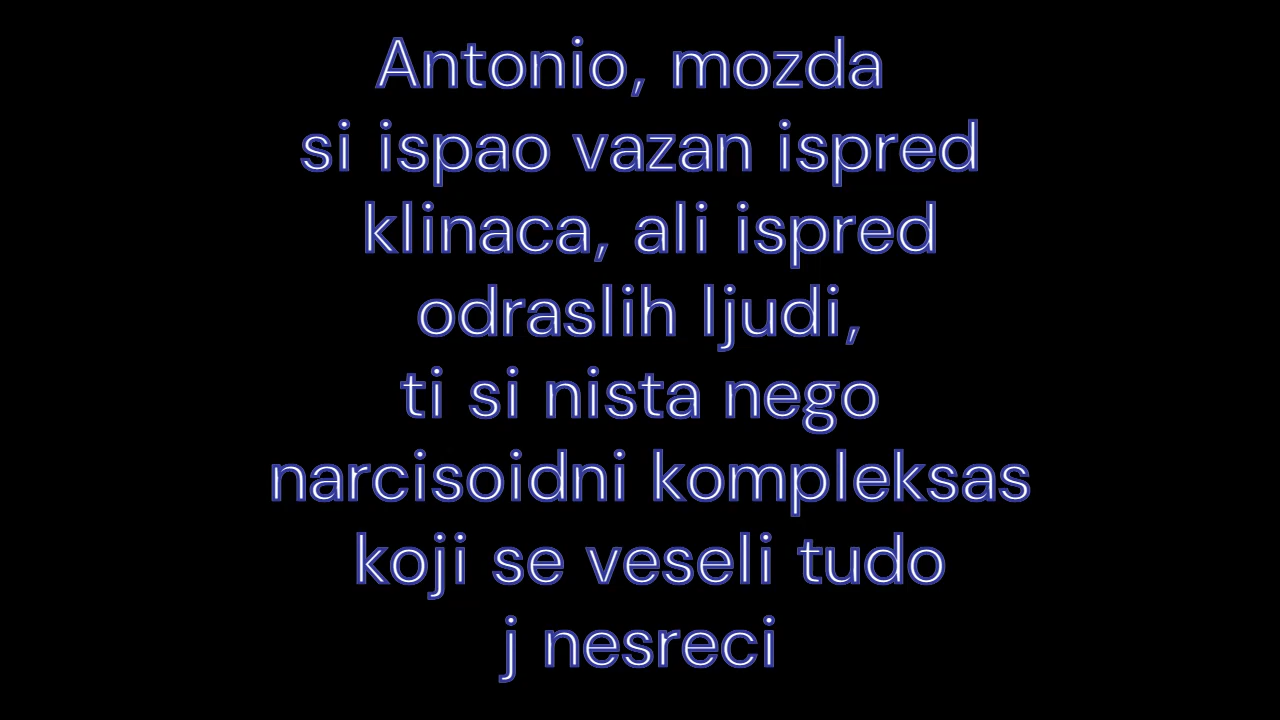 Antonio, mozda
si ispao vazan ispred
klinaca, ali ispred
odraslih ljudi,
ti si nista nego
narcisoidni kompleksas
koji se veseli tudo
j nesreci